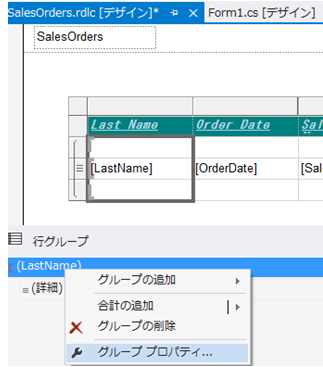 SalesOrders.rdlc [デザイン]* Form1.cs [デザイン]
SalesOrders
Last Name Order Date
[LastName] [OrderDate] [Sal
行グループ
(LastName)
(詳細)
グループの追加
合計の追加
グループの削除
グループ プロパティ...